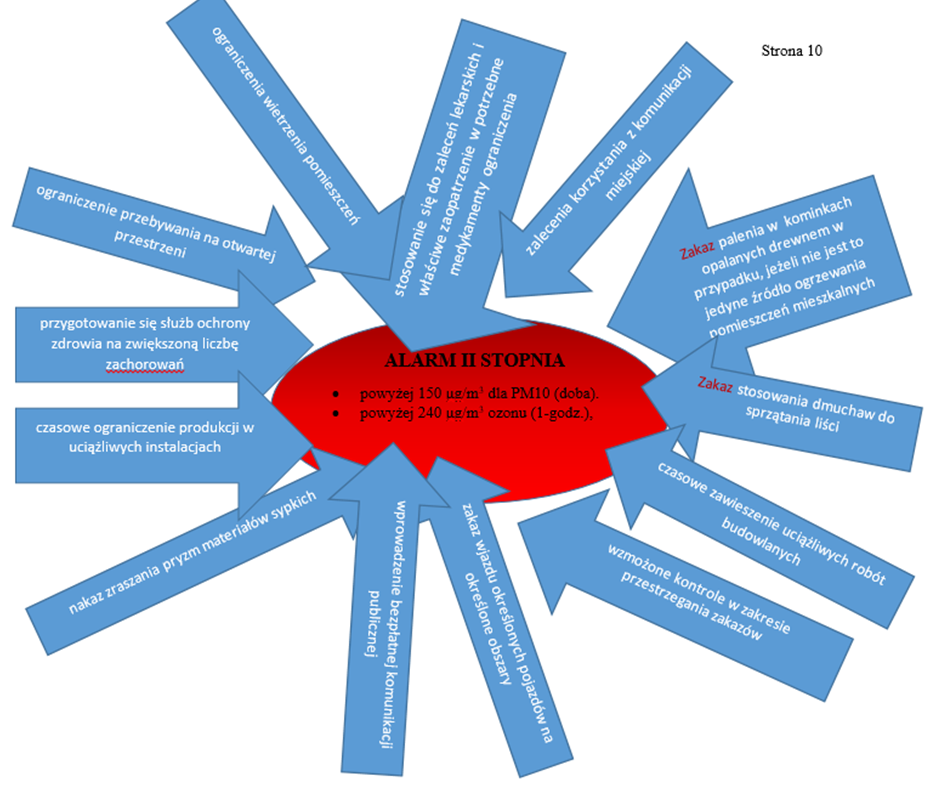 Strona 10
ograniczenia wietrzenia pomieszczeń
stosowanie się do zaleceń lekarskich i
właściwe zaopatrzenie w potrzebne
medykamenty ograniczenia
zalecenia korzystania z komunikacji
miejskiej
ograniczenie przebywania na otwartej
przestrzeni
Zakaz palenia w kominkach
opalanych drewnem w
przypadku, jeżeli nie jest to
jedyne źródło ogrzewania
pomieszczeń mieszkalnych
przygotowanie się służb ochrony
zdrowia na zwiększoną liczbę
zachorowań
ALARM II STOPNIA
• powyżej 150 µg/m³ dla PM10 (doba).
• powyżej 240 µg/m³ ozonu (1-godz.),
Zakaz stosowania dmuchaw do
sprzątania liści
czasowe ograniczenie produkcji w
uciążliwych instalacjach
czasowe zawieszenie uciążliwych robót
budowlanych
nakaz zraszania pryzm materiałów sypkich
wprowadzenie bezpłatnej komunikacji
publicznej
zakaz wjazdu określonych pojazdów na
określone obszary
wzmożone kontrole w zakresie
przestrzegania zakazów